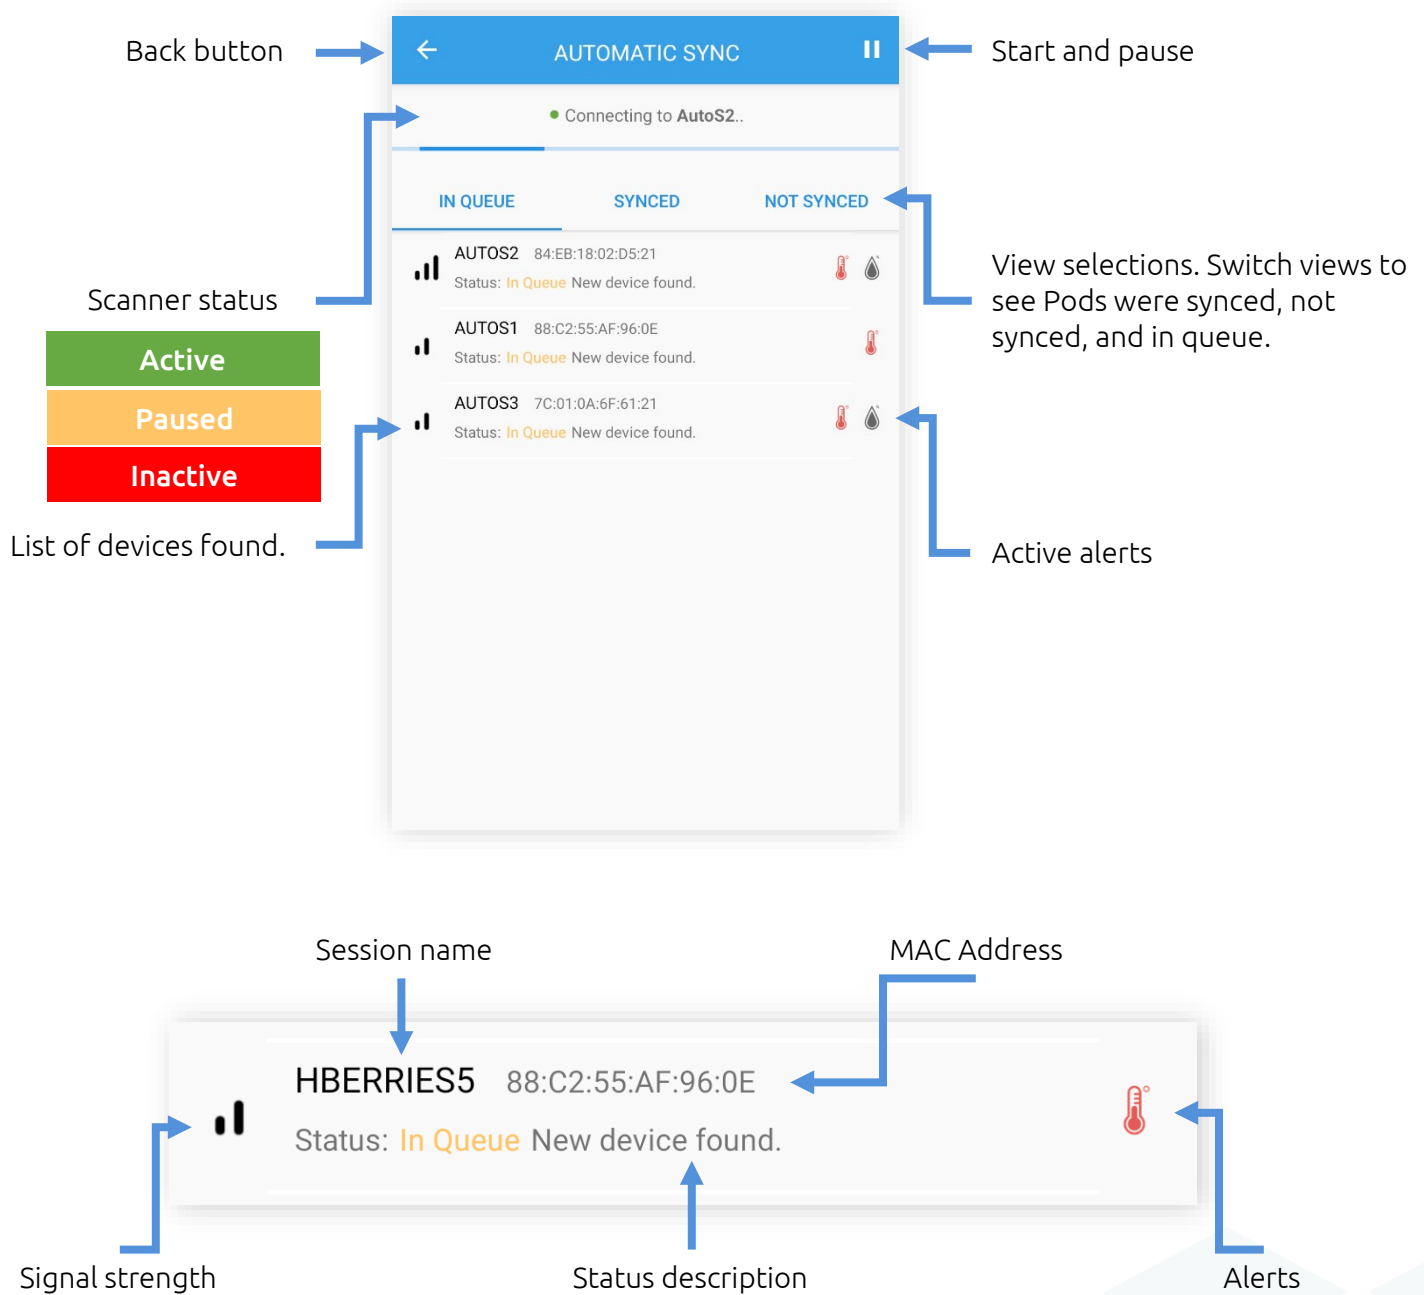 Back button
AUTOMATIC SYNC
Start and pause
Connecting to AutoS2..
IN QUEUE
SYNCED
NOT SYNCED
AUTOS2 84:EB:18:02:D5:21
Status: In Queue New device found.
View selections. Switch views to
see Pods were synced, not
synced, and in queue.
Scanner status
Active
Paused
Inactive
AUTOS1 88:C2:55:AF:96:0E
Status: In Queue New device found.
AUTOS3 7C:01:0A:6F:61:21
Status: In Queue New device found.
List of devices found.
Active alerts
Session name
MAC Address
HBERRIES5 88:C2:55:AF:96:0E
Status: In Queue New device found.
Signal strength
Status description
Alerts